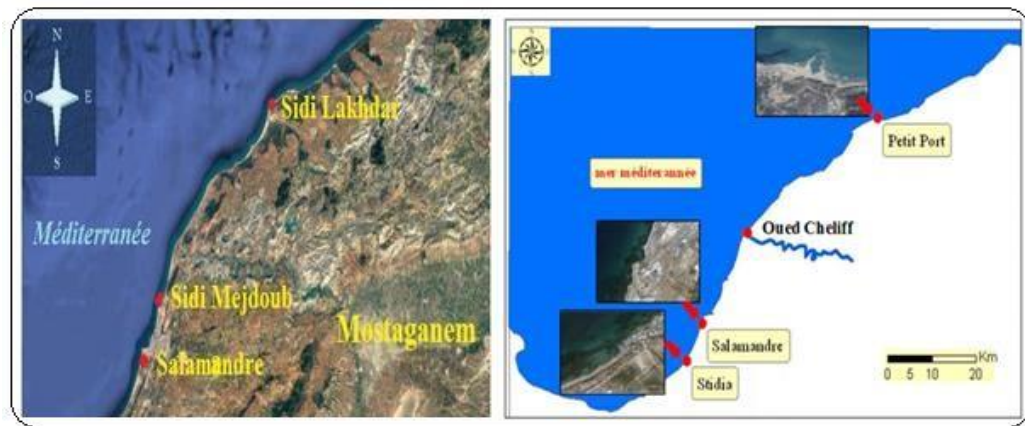 N
O
E
S
Sidi Lakhdar
Méditerranée
Sidi Mejdoub
Mostaganem
Salamandre
Petit Port
mer méditerannée
Oued Cheliff
Salamandre
Stidia
Km
0 5 10 20